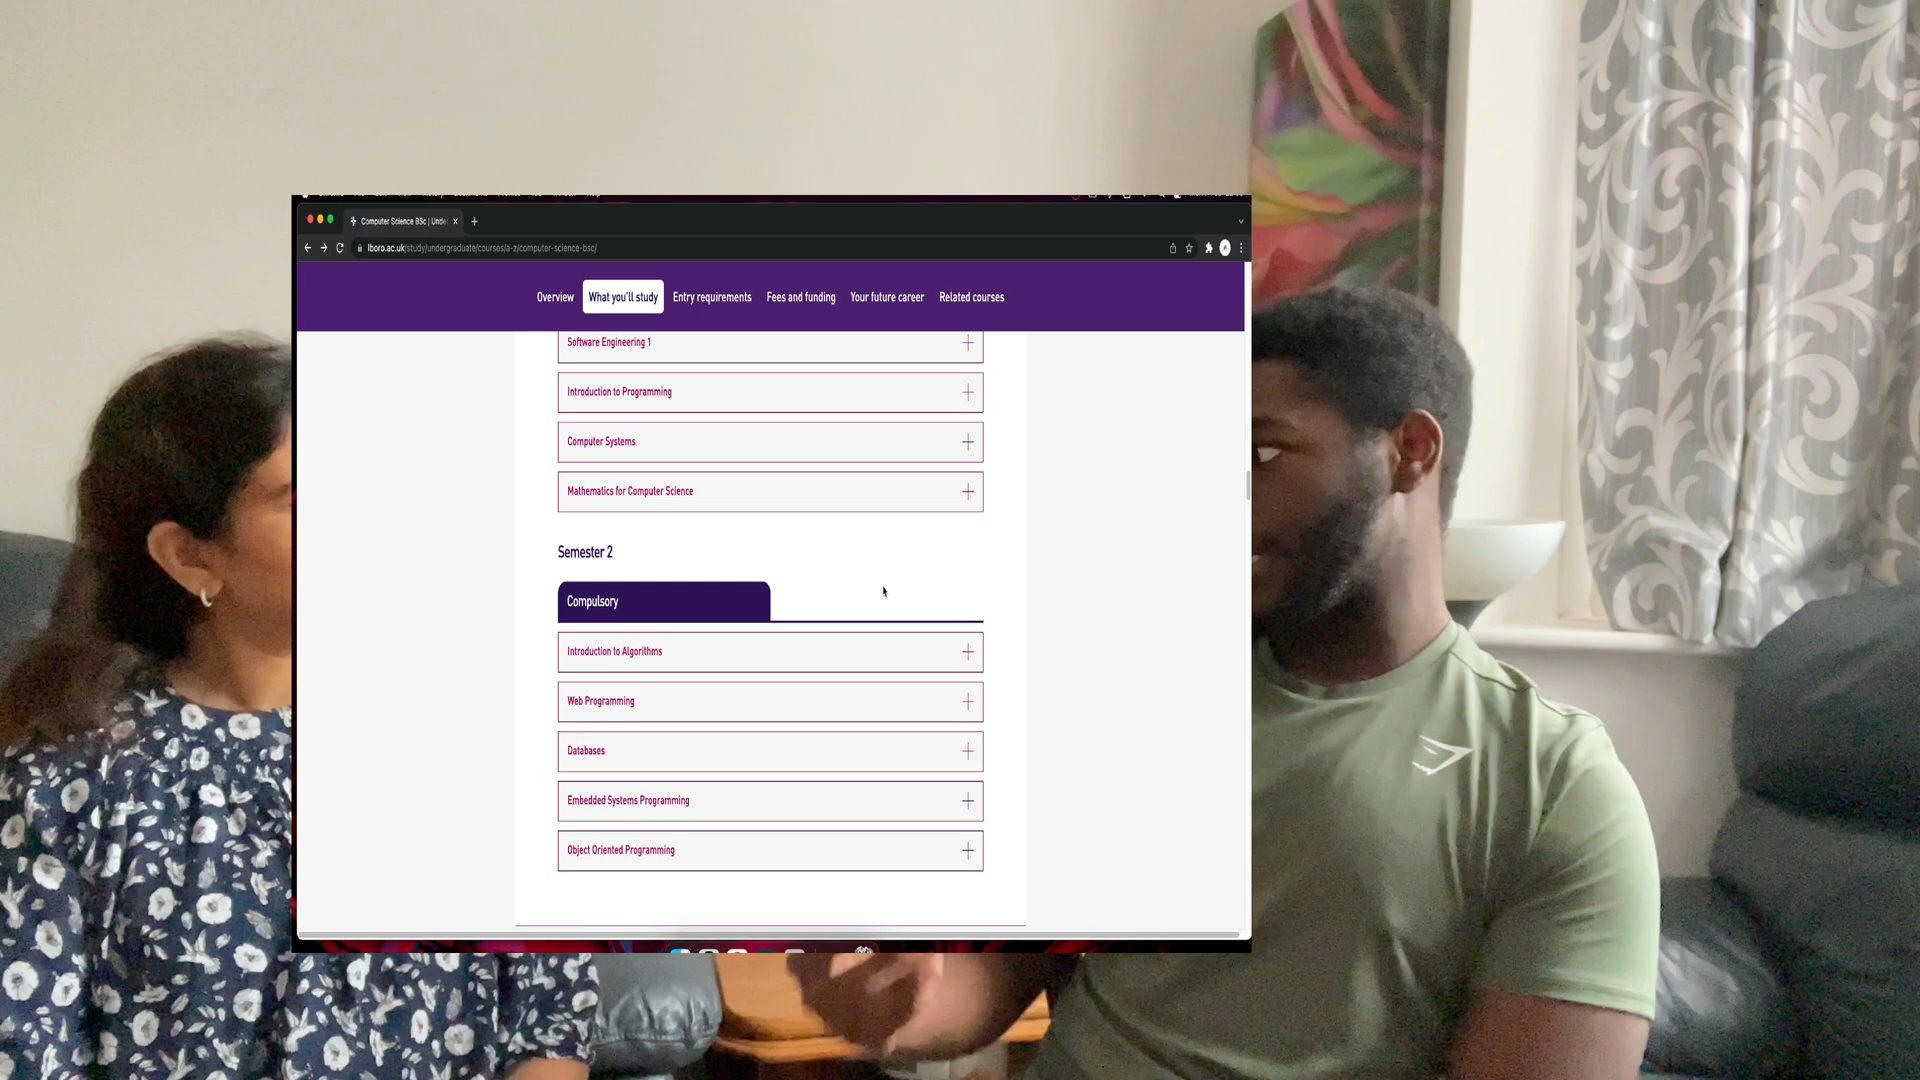 Computer Science BSc | Unde
lboro.ac.uk/study/undergraduate/courses/a-z/computer-science-bsc/
Overview What you'll study Entry requirements Fees and funding Your future career Related courses
Software Engineering 1
Introduction to Programming
Computer Systems
Mathematics for Computer Science
Semester 2
Compulsory
Introduction to Algorithms
Web Programming
Databases
Embedded Systems Programming
Object Oriented Programming